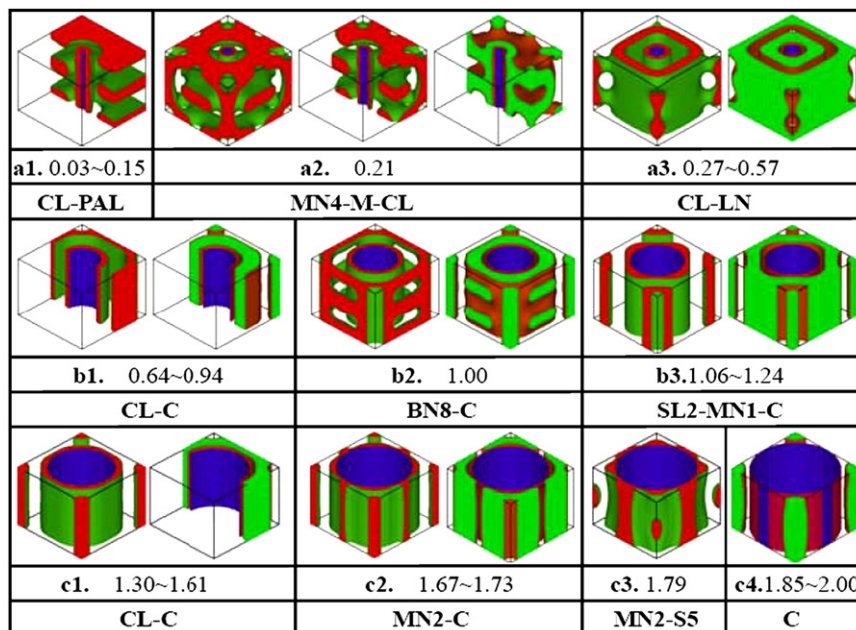 a1. 0.03~0.15 a2. 0.21 a3. 0.27~0.57
CL-PAL MN4-M-CL CL-LN
b1. 0.64~0.94 b2. 1.00 b3.1.06~1.24
CL-C BN8-C SL2-MN1-C
c1. 1.30~1.61 c2. 1.67~1.73 c3. 1.79 c4.1.85~2.00
CL-C MN2-C MN2-S5 C